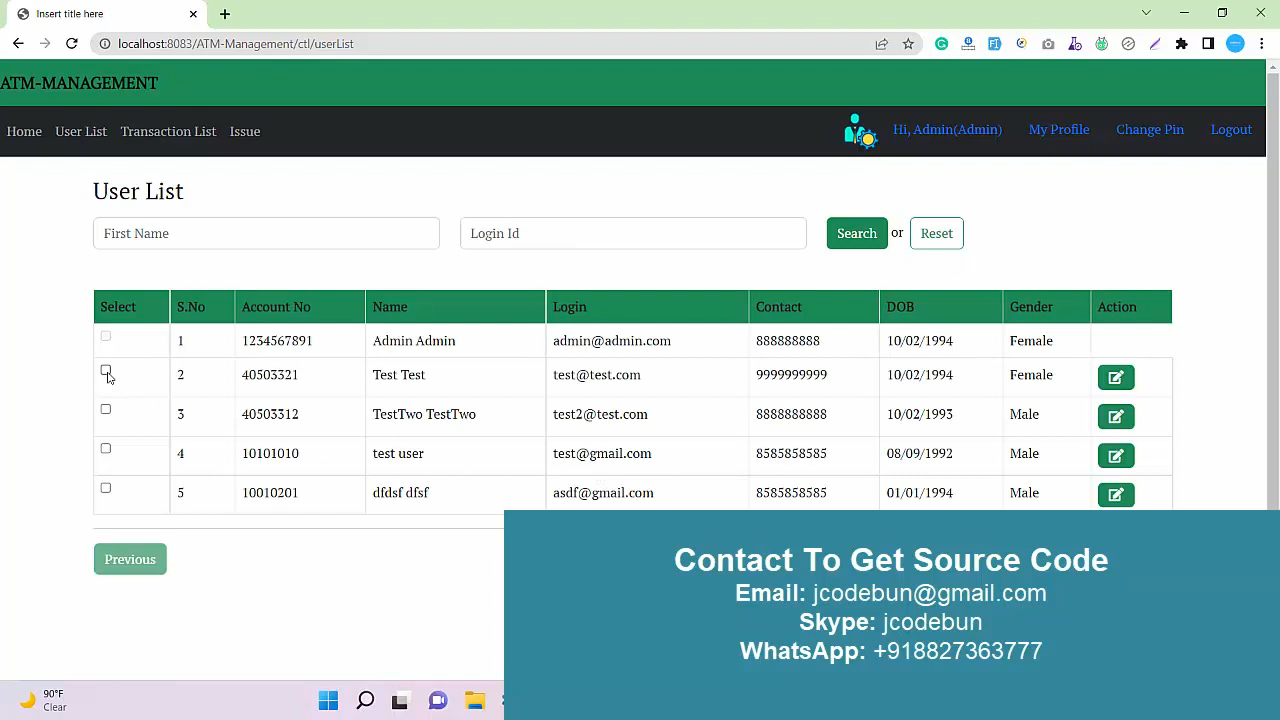 Insert title here
localhost:8083/ATM-Management/ctl/userList
ATM-MANAGEMENT
Home User List Transaction List Issue Hi, Admin(Admin) My Profile Change Pin Logout
User List
First Name Login Id Search or Reset
Select S.No Account No Name Login Contact DOB Gender Action
1 1234567891 Admin Admin admin@admin.com 888888888 10/02/1994 Female
2 40503321 Test Test test@test.com 9999999999 10/02/1994 Female
3 40503312 TestTwo TestTwo test2@test.com 8888888888 10/02/1993 Male
4 10101010 test user test@gmail.com 8585858585 08/09/1992 Male
5 10010201 dfdsf dfsf asdf@gmail.com 8585858585 01/01/1994 Male
Previous
Contact To Get Source Code
Email: jcodebun@gmail.com
Skype: jcodebun
WhatsApp: +918827363777
90°F
Clear